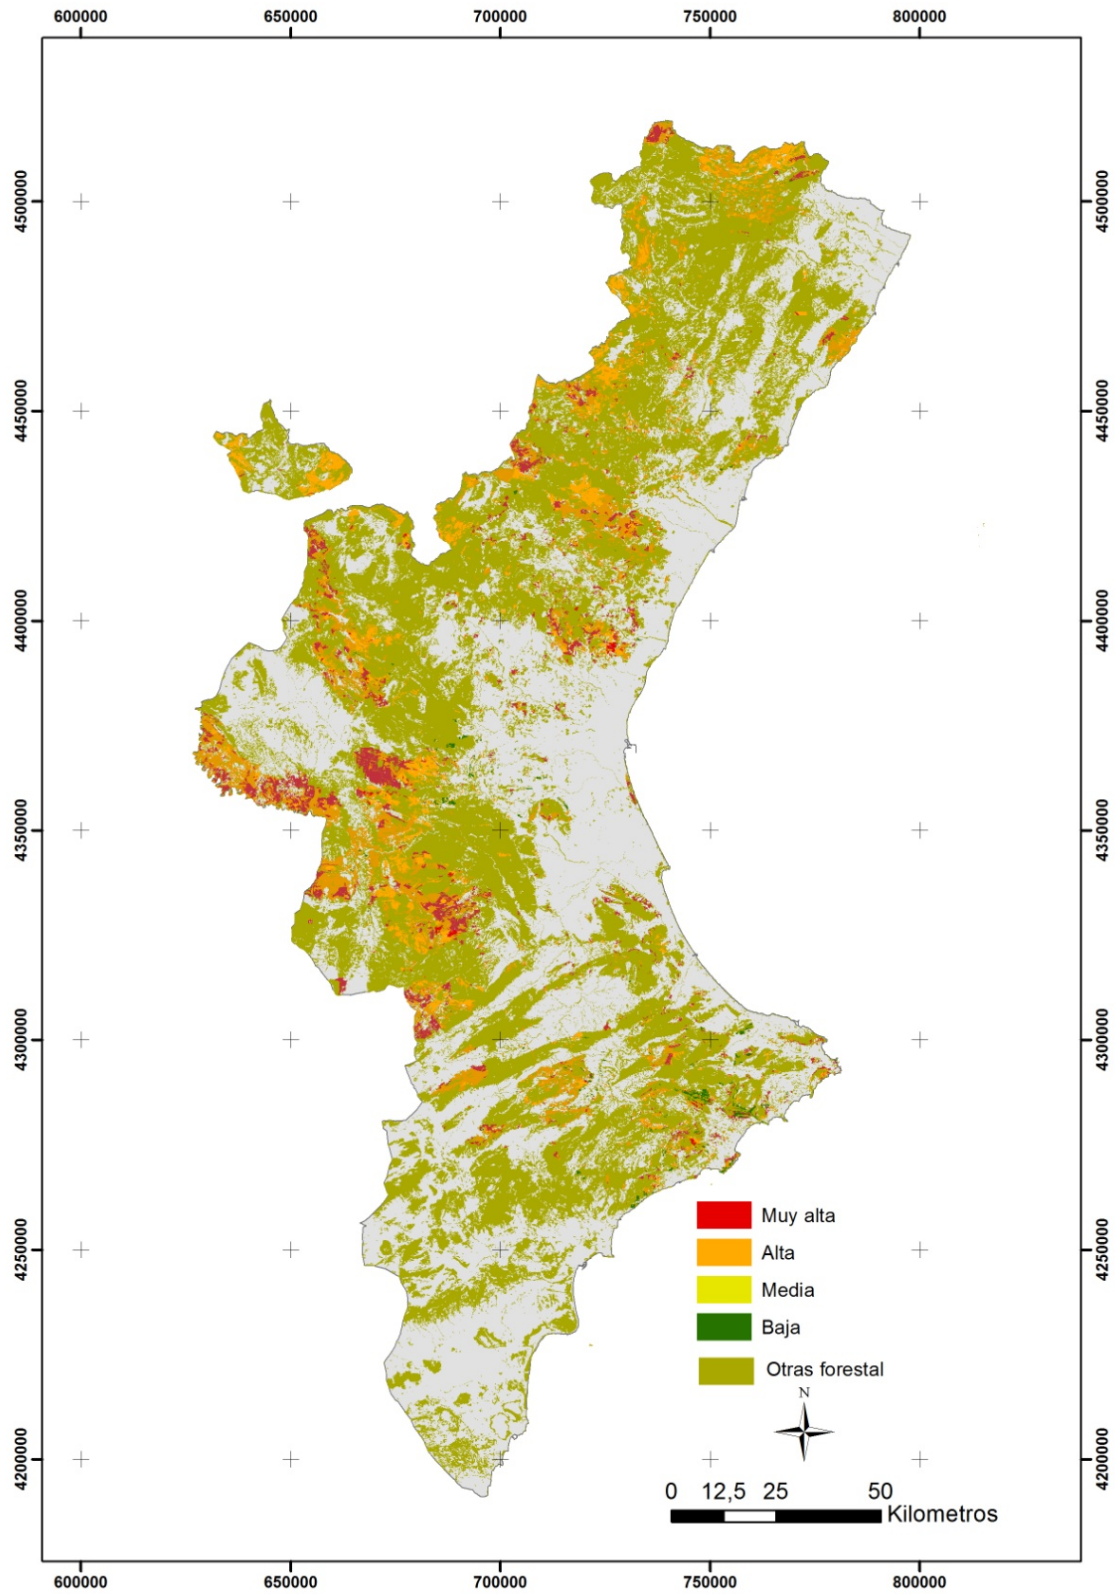 600000 650000 700000 750000 800000
4500000 4500000
4450000 4450000
4400000 4400000
4350000 4350000
4300000 4300000
Muy alta
4250000 Alta 4250000
Media
Baja
Otras forestal
N
4200000 4200000
0 12,5 25 50
Kilometros
600000 650000 700000 750000 800000